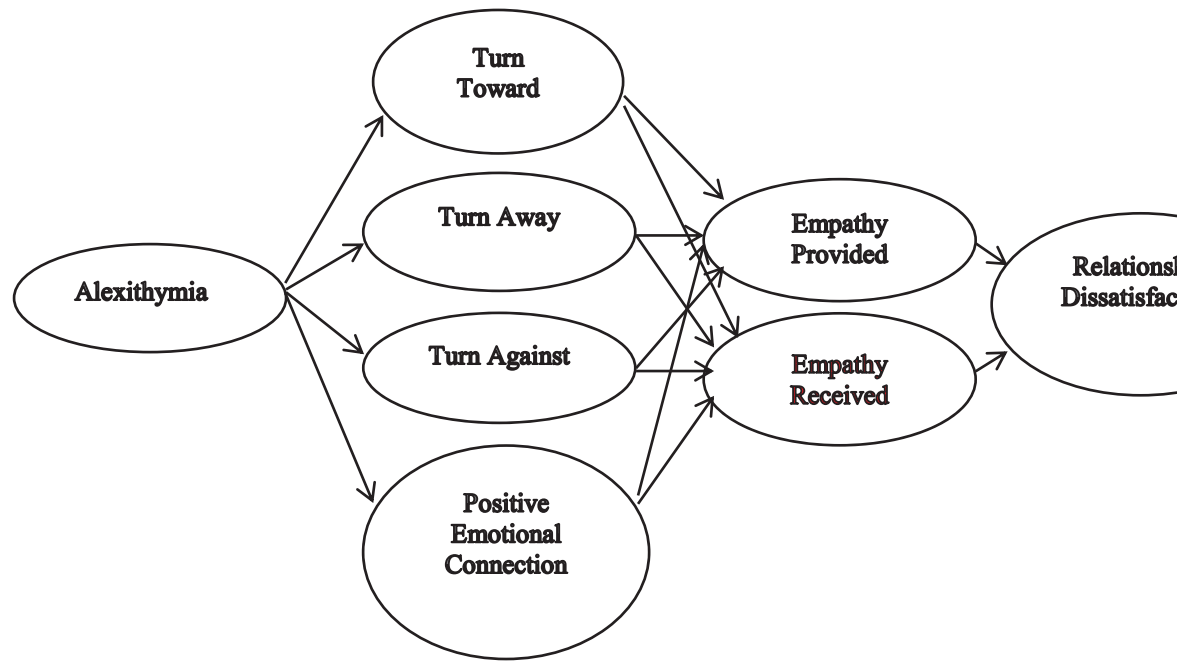 Turn
Toward
Turn Away
Alexithymia
Turn Against
Positive
Emotional
Connection
Empathy
Provided
Empathy
Received